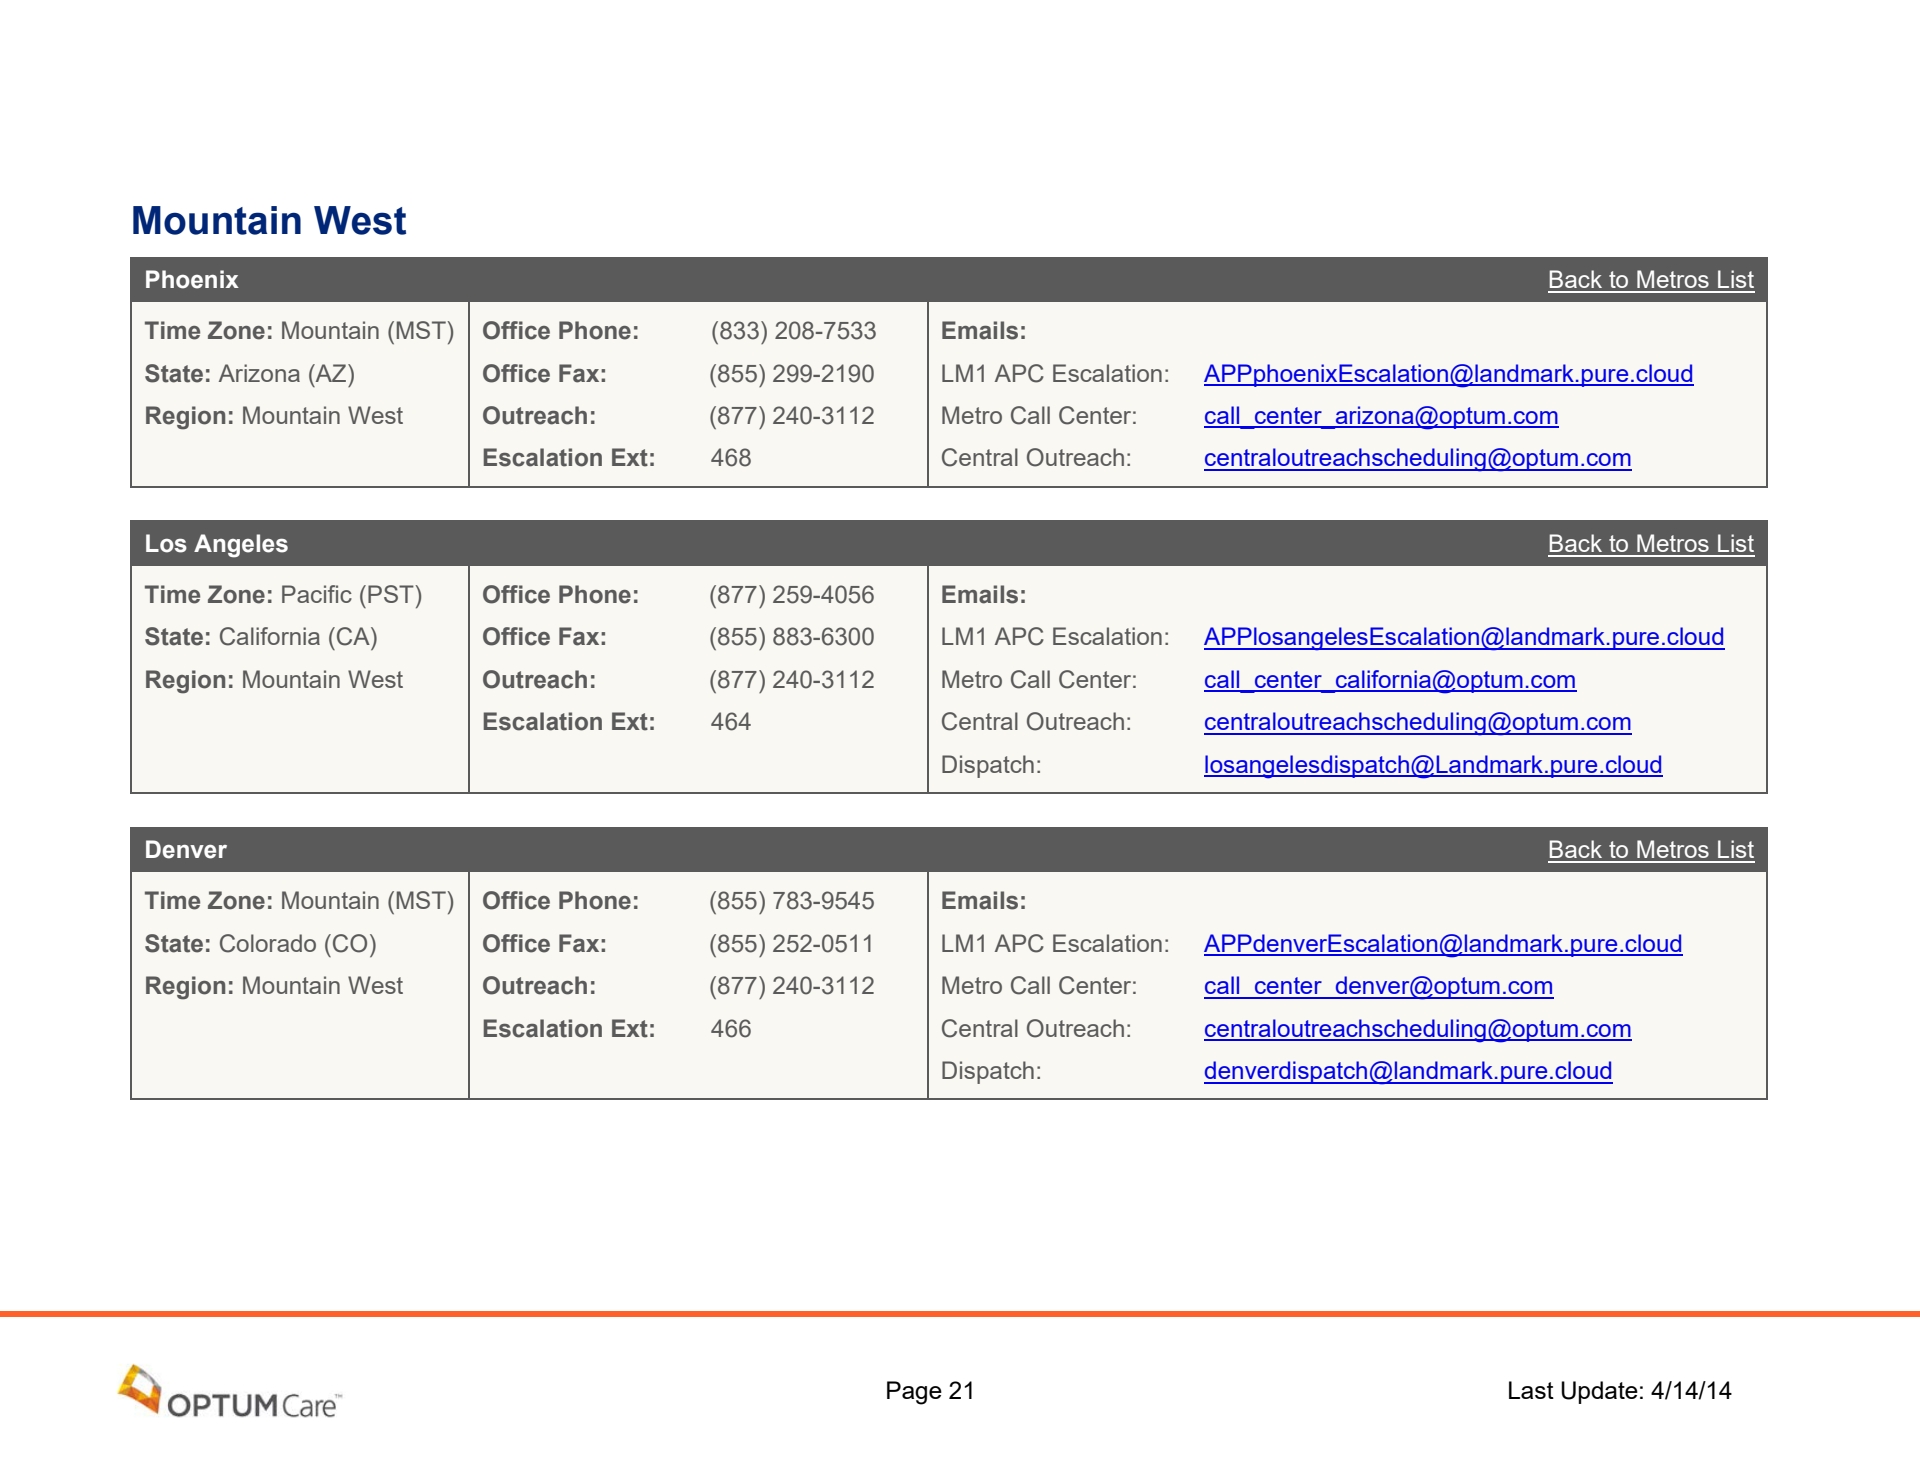 Mountain West
Phoenix Back to Metros List
Time Zone: Mountain (MST) Office Phone: (833) 208-7533 Emails:
State: Arizona (AZ) Office Fax: (855) 299-2190 LM1 APC Escalation: APPphoenixEscalation@landmark.pure.cloud
Region: Mountain West Outreach: (877) 240-3112 Metro Call Center: call_center_arizona@optum.com
Escalation Ext: 468 Central Outreach: centraloutreachscheduling@optum.com
Los Angeles Back to Metros List
Time Zone: Pacific (PST) Office Phone: (877) 259-4056 Emails:
State: California (CA) Office Fax: (855) 883-6300 LM1 APC Escalation: APPlosangelesEscalation@landmark.pure.cloud
Region: Mountain West Outreach: (877) 240-3112 Metro Call Center: call_center_california@optum.com
Escalation Ext: 464 Central Outreach: centraloutreachscheduling@optum.com
Dispatch: losangelesdispatch@Landmark.pure.cloud
Denver Back to Metros List
Time Zone: Mountain (MST) Office Phone: (855) 783-9545 Emails:
State: Colorado (CO) Office Fax: (855) 252-0511 LM1 APC Escalation: APPdenverEscalation@landmark.pure.cloud
Region: Mountain West Outreach: (877) 240-3112 Metro Call Center: call_center_denver@optum.com
Escalation Ext: 466 Central Outreach: centraloutreachscheduling@optum.com
Dispatch: denverdispatch@landmark.pure.cloud
OPTUM Care™ Page 21 Last Update: 4/14/14